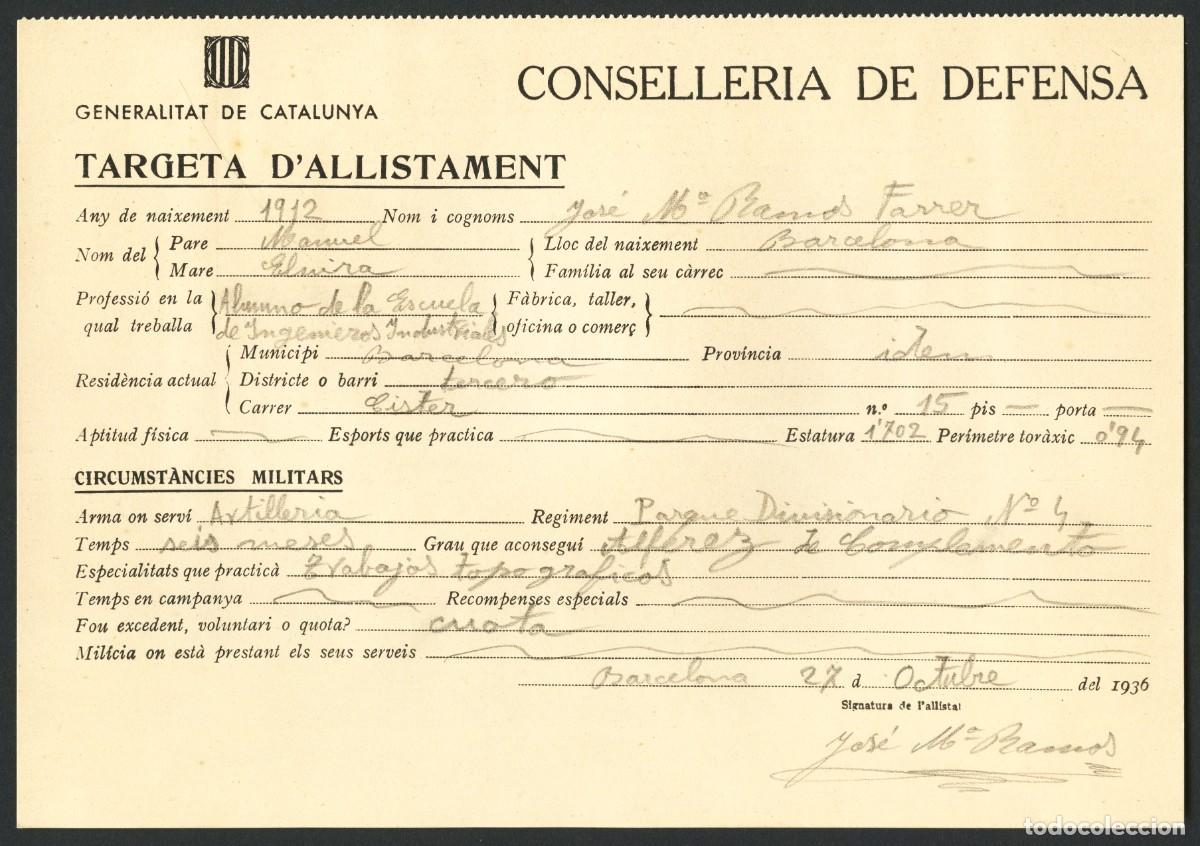 GENERALITAT DE CATALUNYA
CONSELLERIA DE DEFENSA
TARGETA D'ALLISTAMENT
Any de naixement 1912 Nom i cognoms José Mª Ramos Farrer
Nom del Pare Manuel Lloc del naixement Barcelona
Mare Elvira Família al seu càrrec
Professió en la qual treballa Alumno de la Escuela de Ingenieros Industriales Fàbrica, taller, oficina o comerç
Residència actual Municipi Barcelona Província idem
Districte o barri tercero
Carrer Cister n.º 15 pis — porta —
Aptitud física Esports que practica Estatura 1'702 Perímetre toràxic 0'94
CIRCUMSTÀNCIES MILITARS
Arma on serví Artilleria Regiment Parque Divisionario Nº 4
Temps seis meses Grau que aconseguí Alferez de Complemento
Especialitats que practicà Trabajos topograficos
Temps en campanya Recompenses especials
Fou excedent, voluntari o quota? cuota
Milícia on està prestant els seus serveis
Barcelona 27 d Octubre del 1936
Signatura de l'allistat
José Mª Ramos
todocoleccion